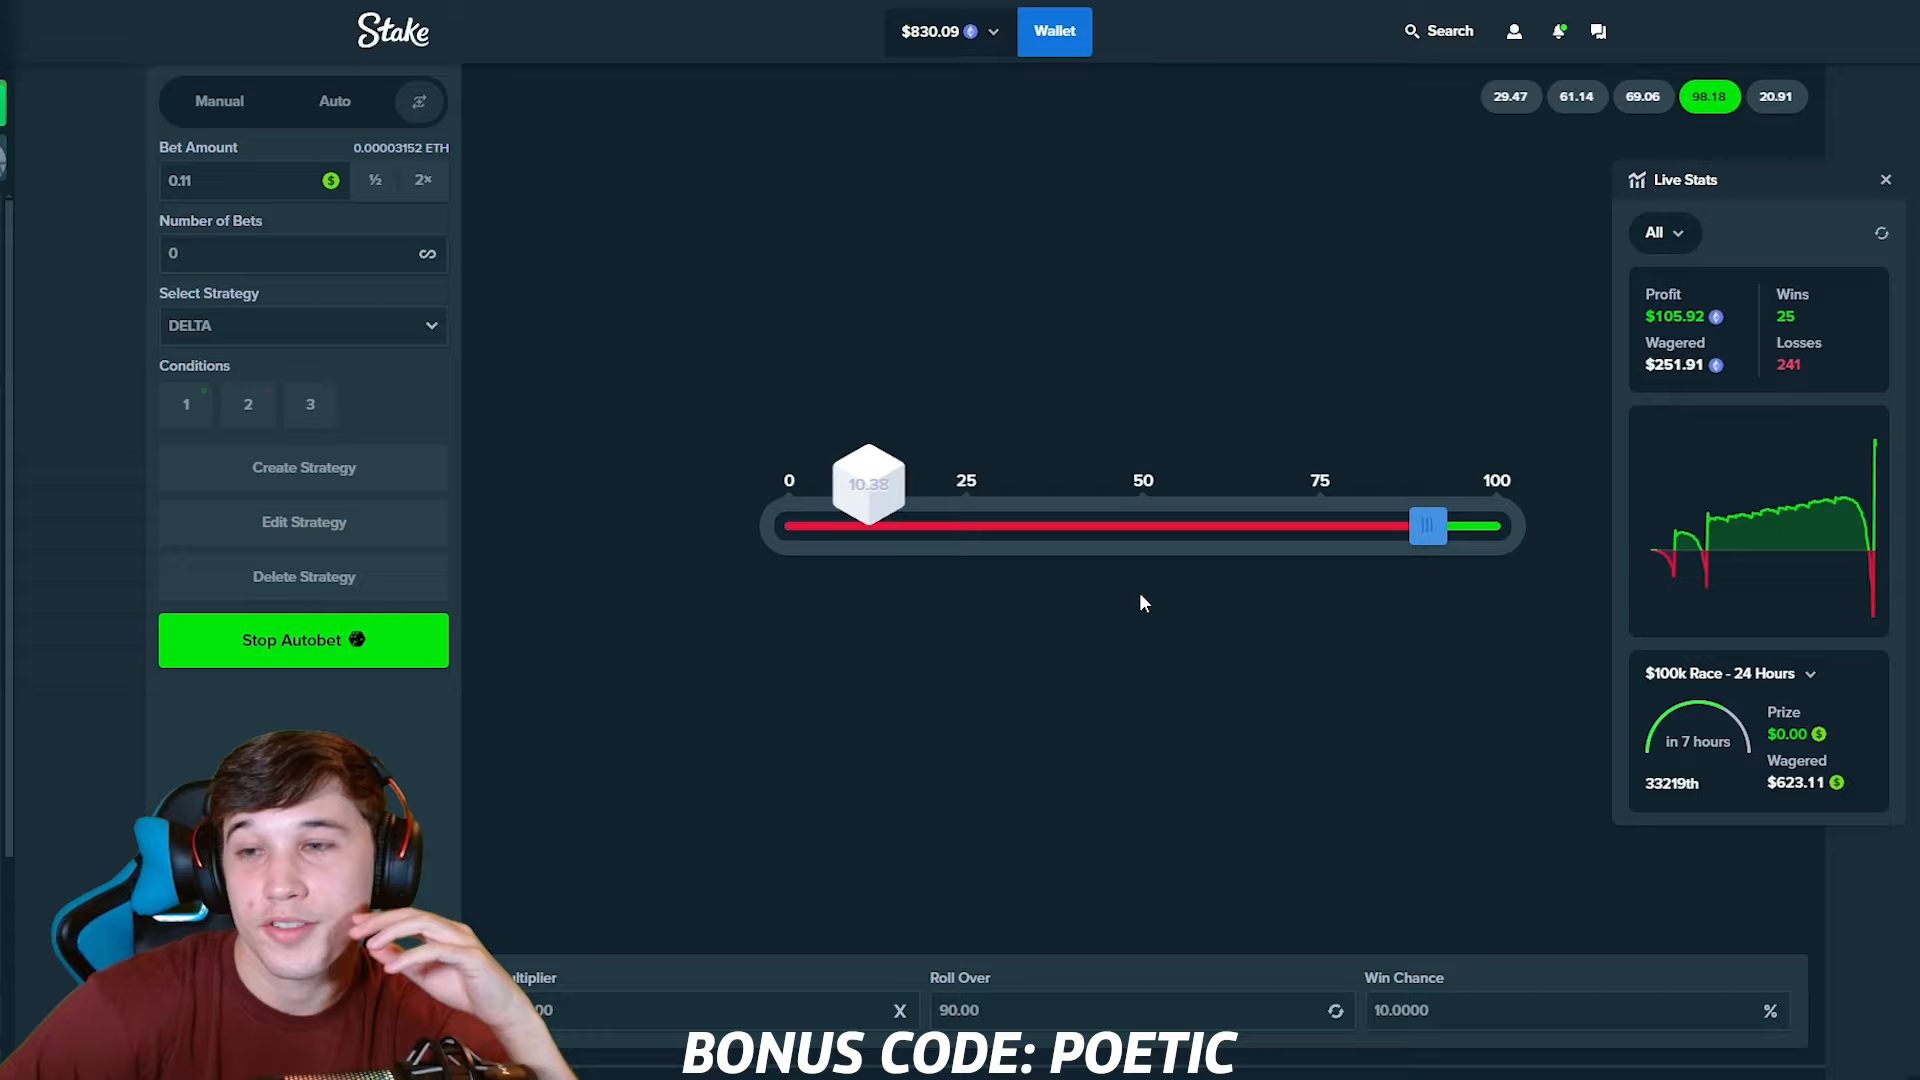 Stake
$830.09
Wallet
Search
Manual
Auto
29.47
61.14
69.06
98.18
20.91
Bet Amount
0.00003152 ETH
0.11
½
2×
Number of Bets
0
Select Strategy
DELTA
Conditions
1
2
3
Create Strategy
Edit Strategy
Delete Strategy
Stop Autobet
0
10.38
25
50
75
100
Live Stats
All
Profit
$105.92
Wins
25
Wagered
$251.91
Losses
241
$100k Race - 24 Hours
in 7 hours
33219th
Prize
$0.00
Wagered
$623.11
ultiplier
00
X
Roll Over
90.00
Win Chance
10.0000
%
BONUS CODE: POETIC